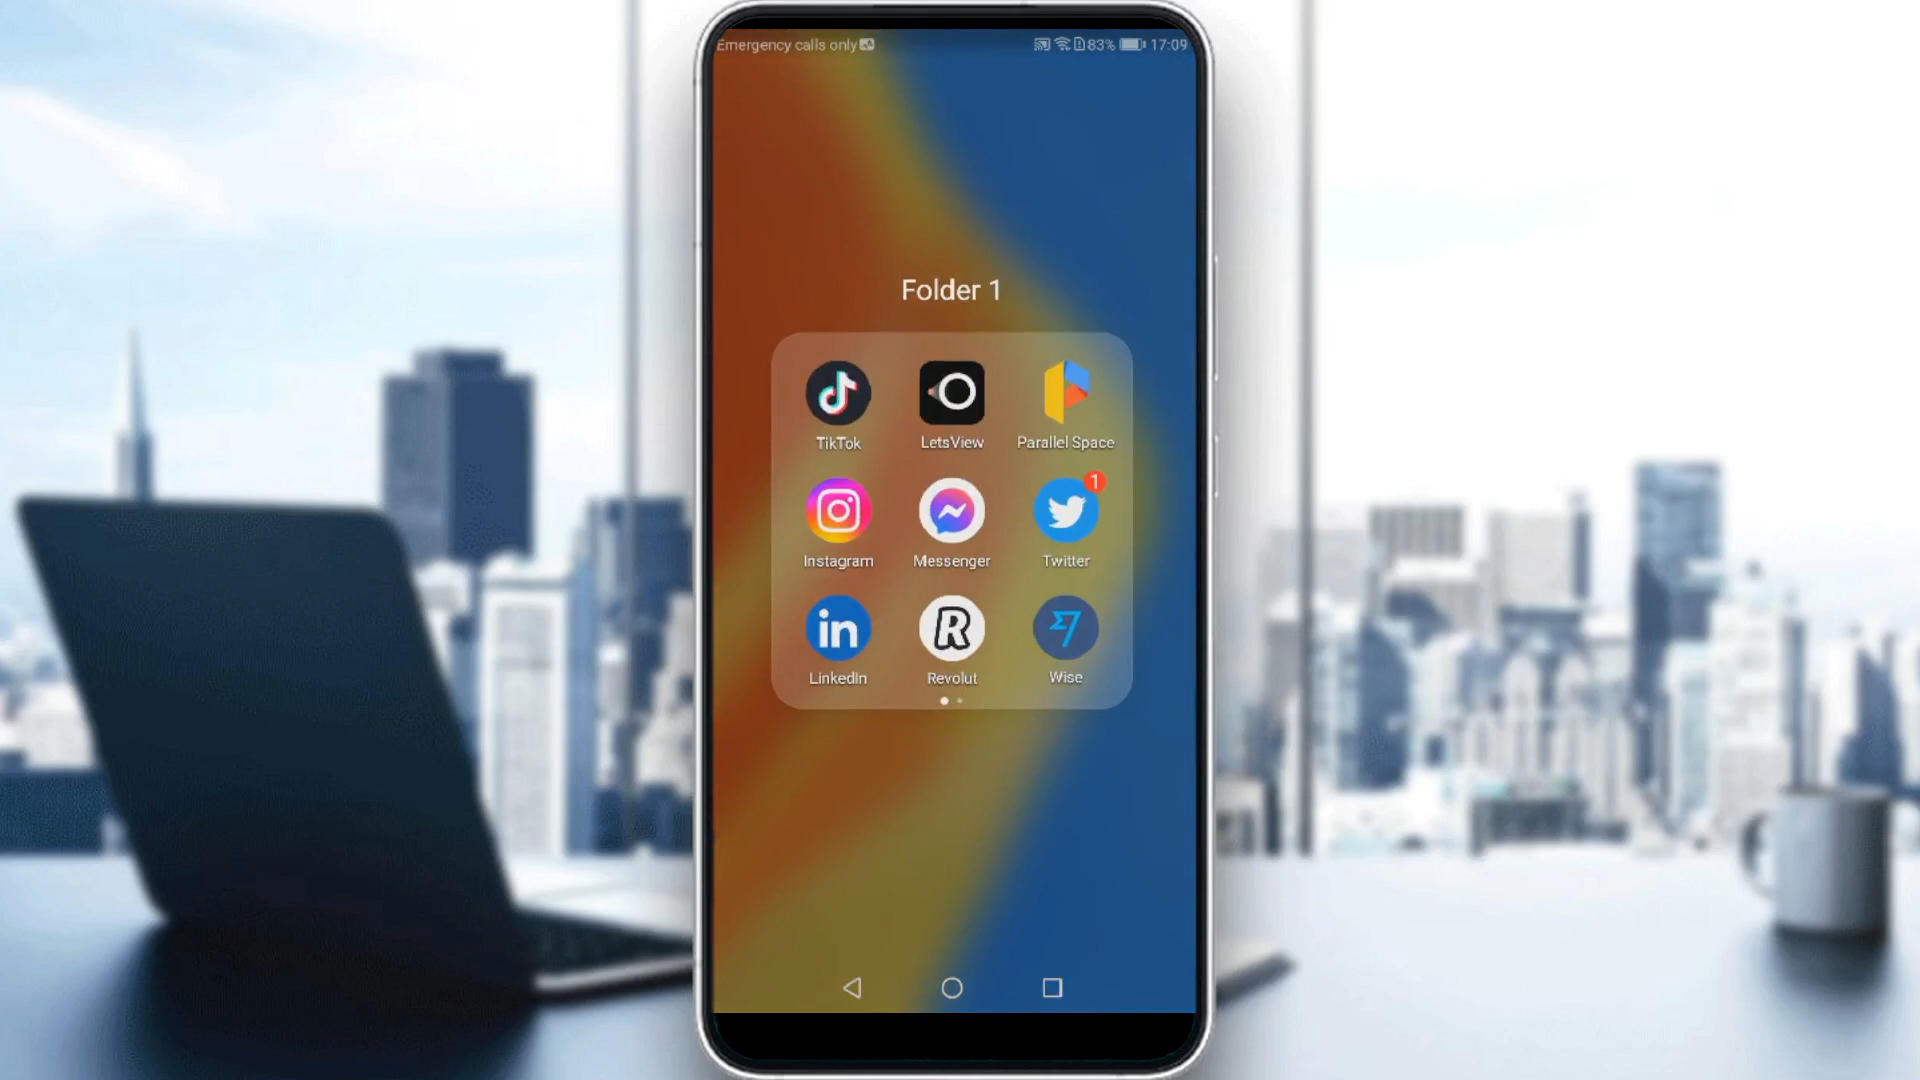 Emergency calls only
83% 17:09
Folder 1
TikTok LetsView Parallel Space
1
Instagram Messenger Twitter
in R
LinkedIn Revolut Wise